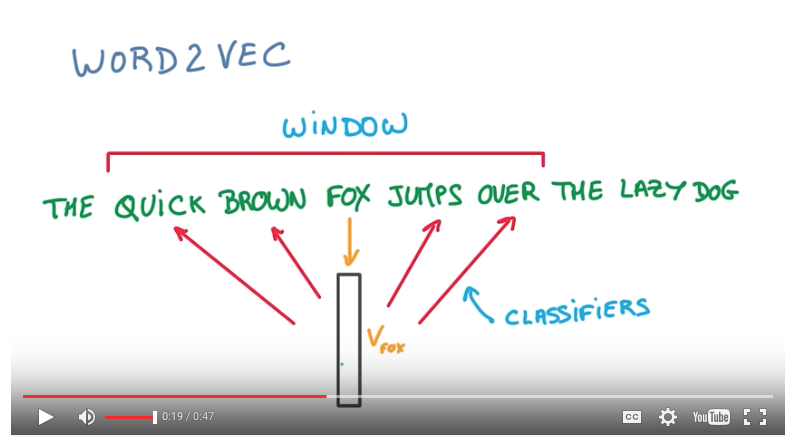 WORD2VEC
WINDOW
THE QUICK BROWN FOX JUMPS OVER THE LAZY DOG
CLASSIFIERS
V FOX
0:19 / 0:47
CC
YouTube